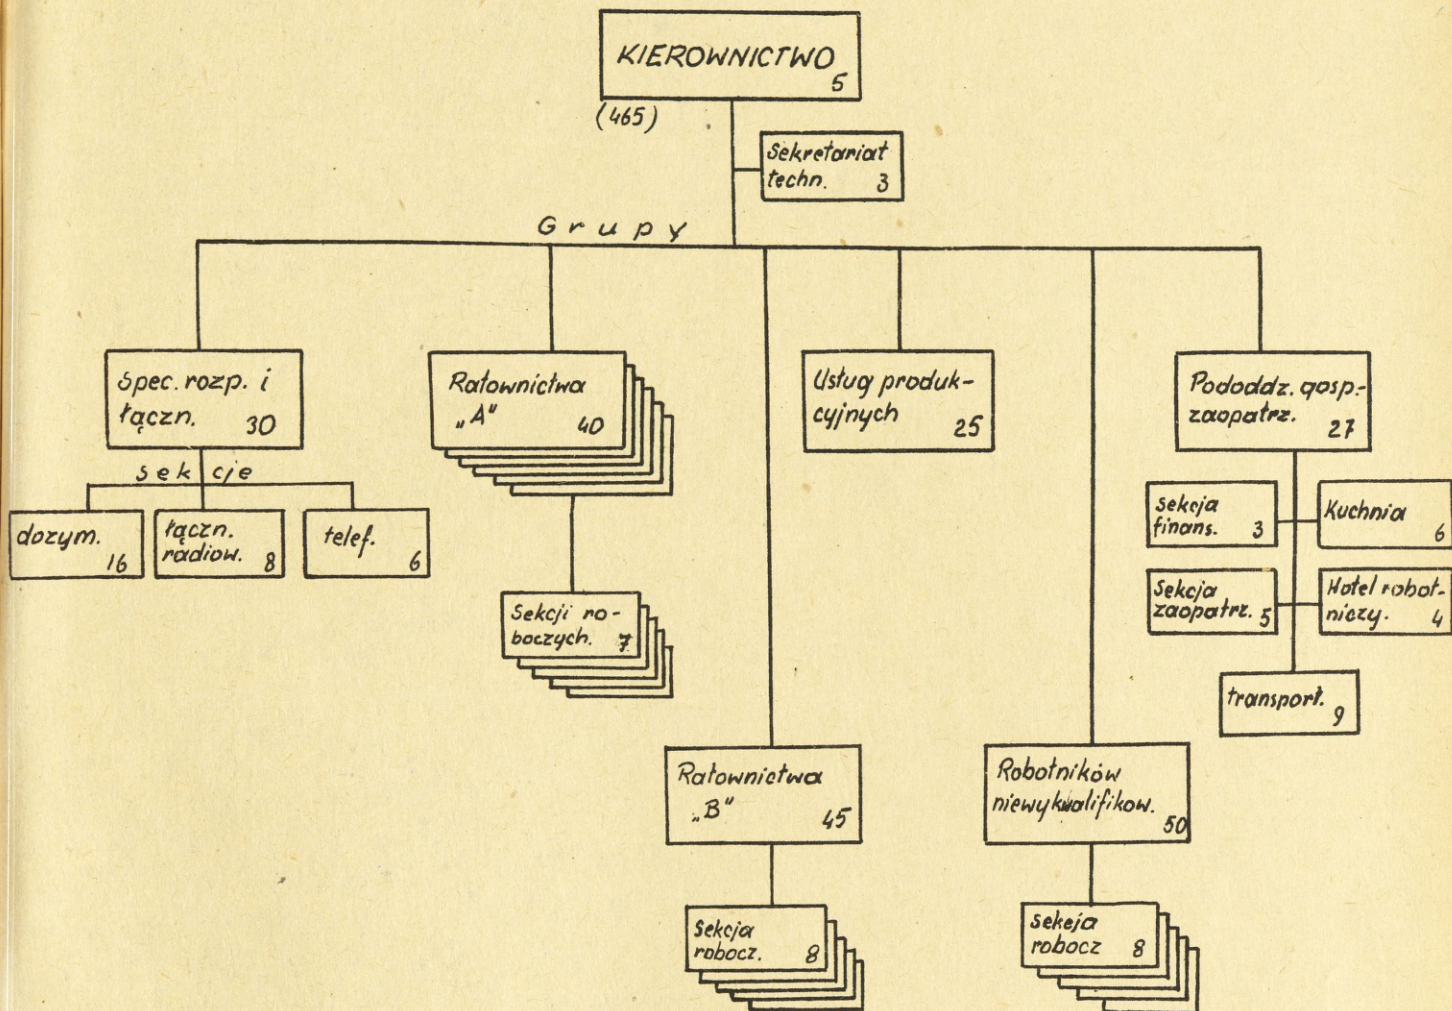 KIEROWNICTWO
5
(465)
Sekretariat
techn. 3
Grupy
Spec. rozp. i
łączn. 30
Ratownictwa
„A" 40
Usług produk-
cyjnych 25
Pododdz. gosp.-
zaopatrz. 27
sekcje
dozym.
16
łączn.
radiow. 8
telef.
6
Sekcja
finans. 3
Kuchnia
6
Sekcja
zaopatrz. 5
Hotel robot-
niczy. 4
transport.
9
Sekcji ro-
boczych. 7
Ratownictwa
„B" 45
Robotników
niewykwalifikow.
50
Sekcja
robocz. 8
Sekcja
robocz 8